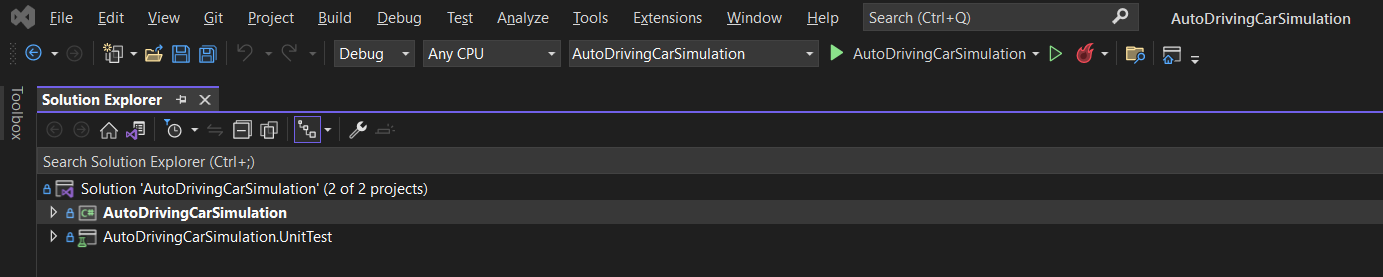 File Edit View Git Project Build Debug Test Analyze Tools Extensions Window Help Search (Ctrl+Q) AutoDrivingCarSimulation
Debug Any CPU AutoDrivingCarSimulation AutoDrivingCarSimulation
Toolbox
Solution Explorer
Search Solution Explorer (Ctrl+;)
Solution 'AutoDrivingCarSimulation' (2 of 2 projects)
C# AutoDrivingCarSimulation
AutoDrivingCarSimulation.UnitTest